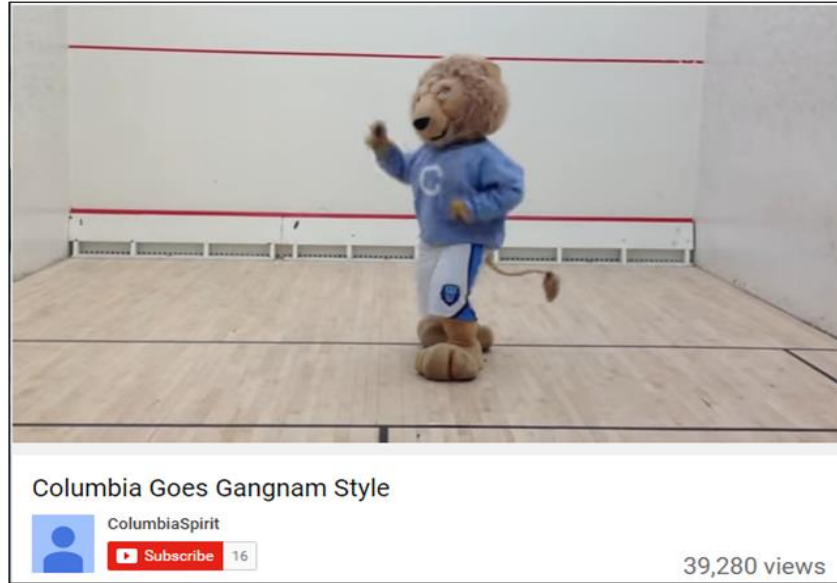 C
Columbia Goes Gangnam Style
ColumbiaSpirit
Subscribe 16
39,280 views